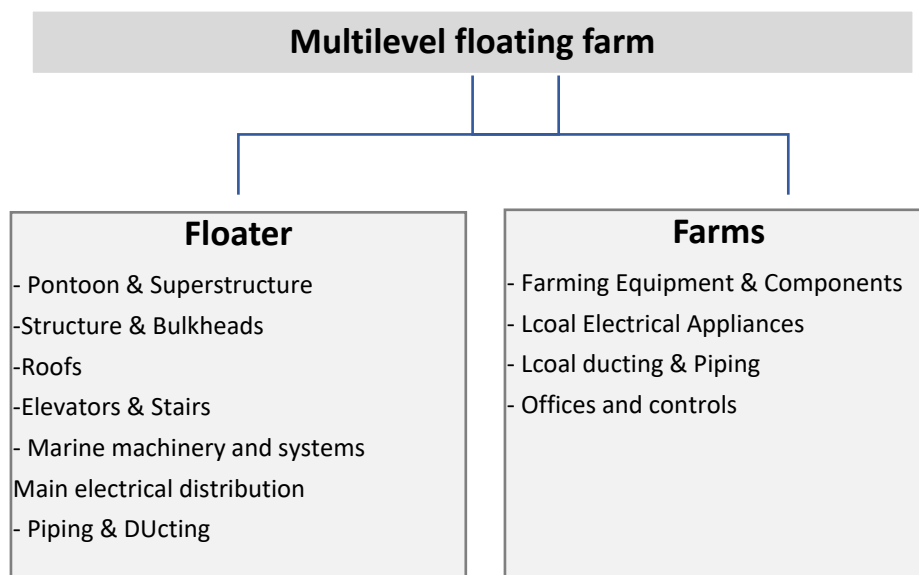 Multilevel floating farm
Floater
- Pontoon & Superstructure
-Structure & Bulkheads
-Roofs
-Elevators & Stairs
- Marine machinery and systems
Main electrical distribution
- Piping & DUcting
Farms
- Farming Equipment & Components
- Lcoal Electrical Appliances
- Lcoal ducting & Piping
- Offices and controls